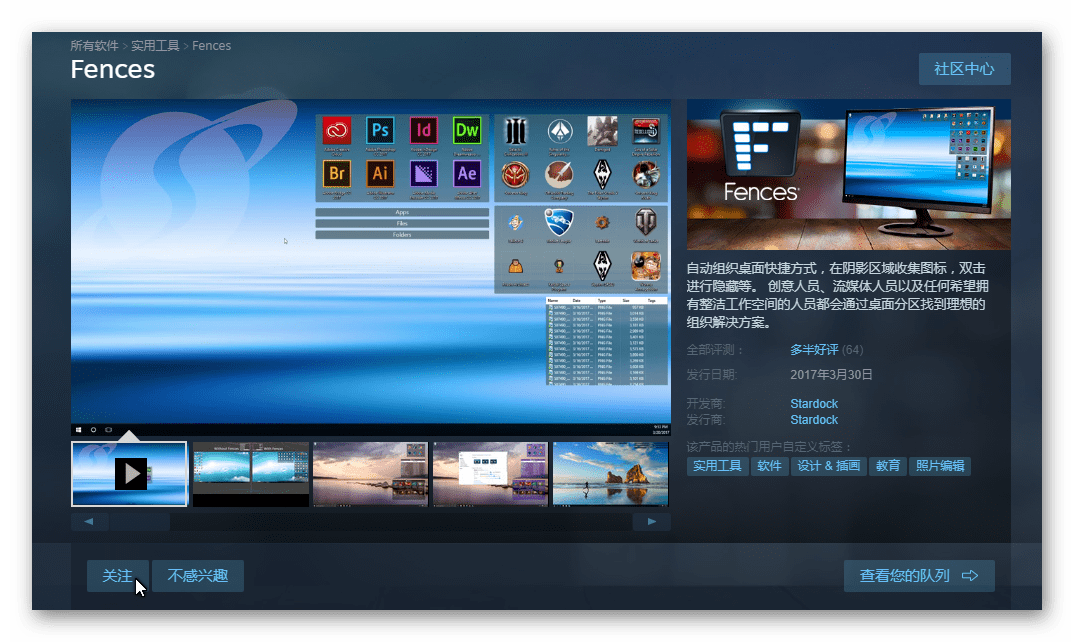 所有软件 > 实用工具 > Fences
Fences
社区中心
Ps
Id
Dw
Br
Ai
Ae
Apps
Files
Folders
Name Date Type Size Tags
Fences
自动组织桌面快捷方式，在阴影区域收集图标，双击
进行隐藏等。 创意人员、流媒体人员以及任何希望拥
有整洁工作空间的人员都会通过桌面分区找到理想的
组织解决方案。
全部评测： 多半好评 (64)
发行日期: 2017年3月30日
开发商: Stardock
发行商: Stardock
该产品的热门用户自定义标签：
实用工具 软件 设计 & 插画 教育 照片编辑
关注 不感兴趣 查看您的队列